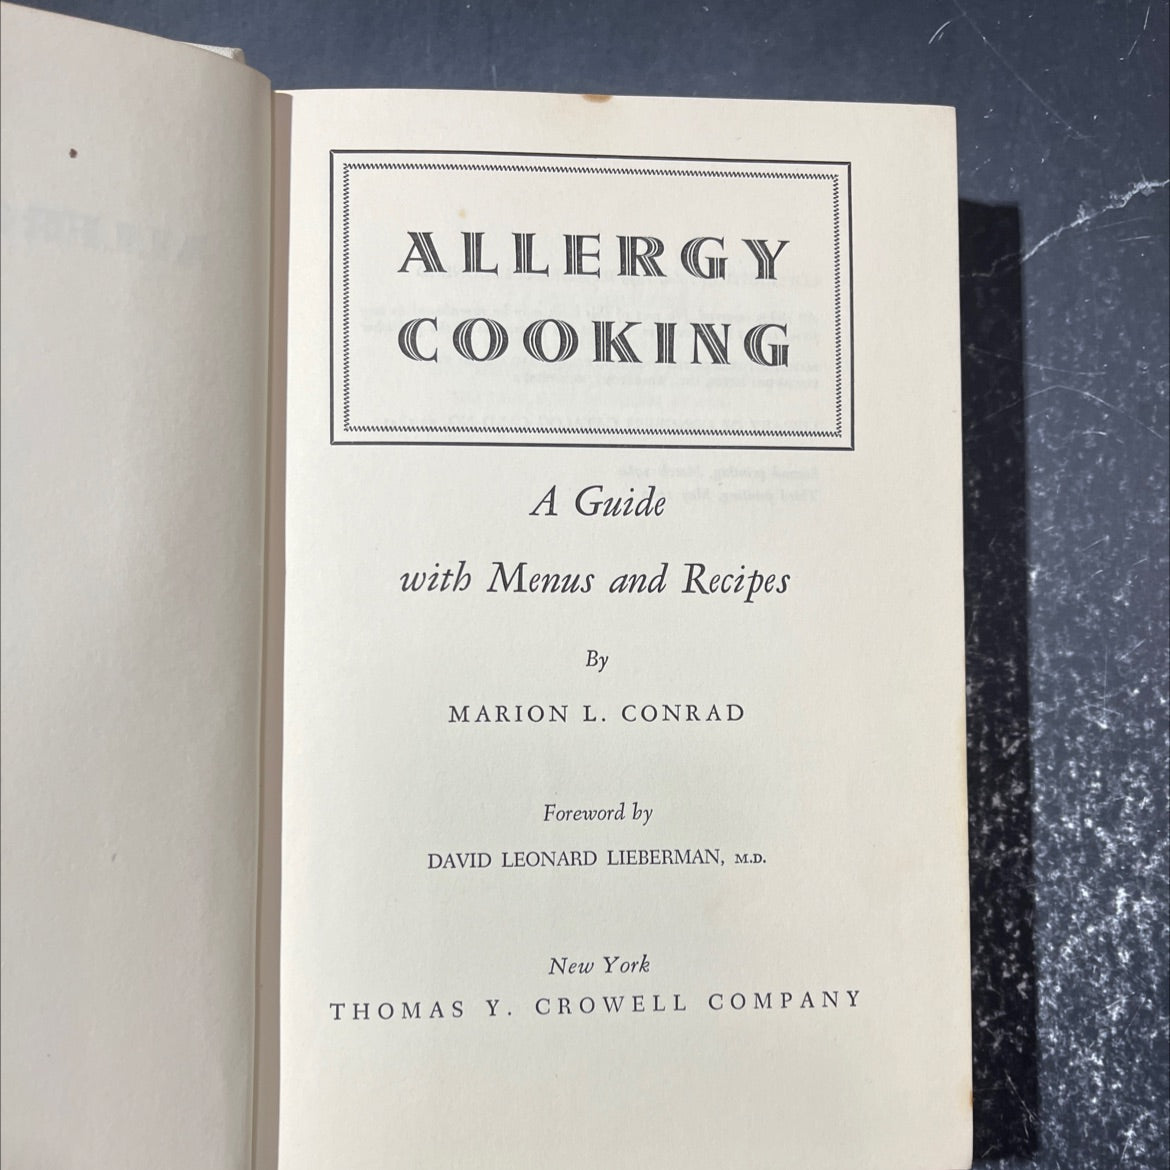 ALLERGY
COOKING
A Guide
with Menus and Recipes
By
MARION L. CONRAD
Foreword by
DAVID LEONARD LIEBERMAN, M.D.
New York
THOMAS Y. CROWELL COMPANY